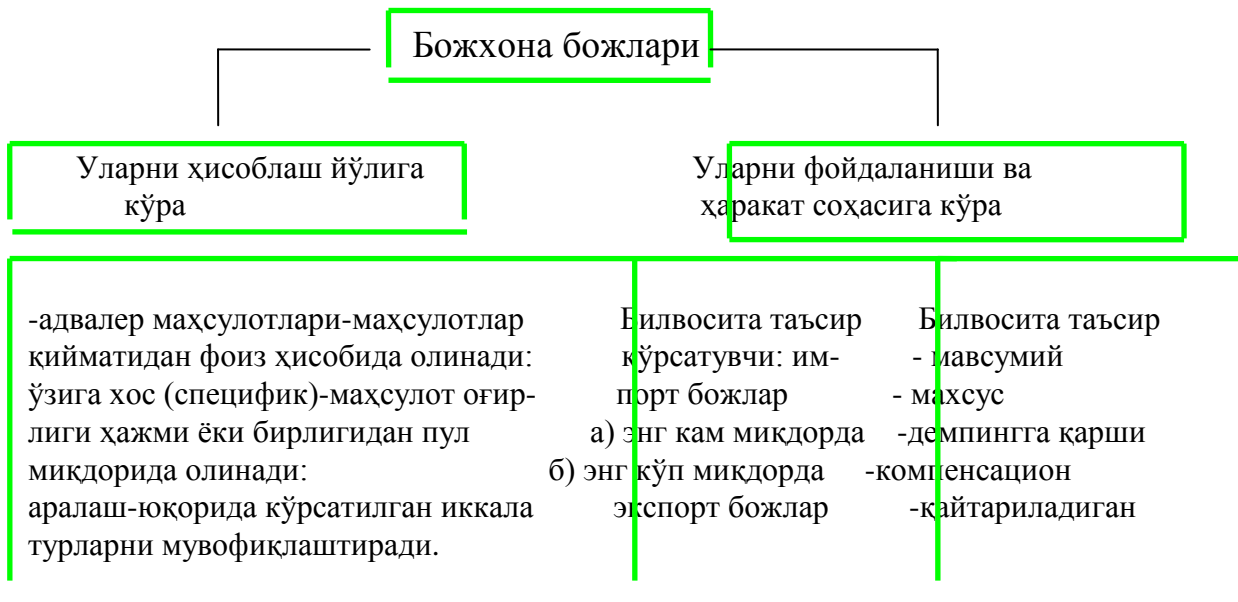 Божхона божлари
Уларни ҳисоблаш йўлига
кўра
Уларни фойдаланиши ва
ҳаракат соҳасига кўра
-адвалер маҳсулотлари-маҳсулотлар
қийматидан фоиз ҳисобида олинади:
ўзига хос (специфик)-маҳсулот оғир-
лиги ҳажми ёки бирлигидан пул
миқдорида олинади:
аралаш-юқорида кўрсатилган иккала
турларни мувофиқлаштиради.
Билвосита таъсир
кўрсатувчи: им-
порт божлар
а) энг кам миқдорда
б) энг кўп миқдорда
экспорт божлар
Билвосита таъсир
- мавсумий
- махсус
-демпингга қарши
-компенсацион
-қайтариладиган